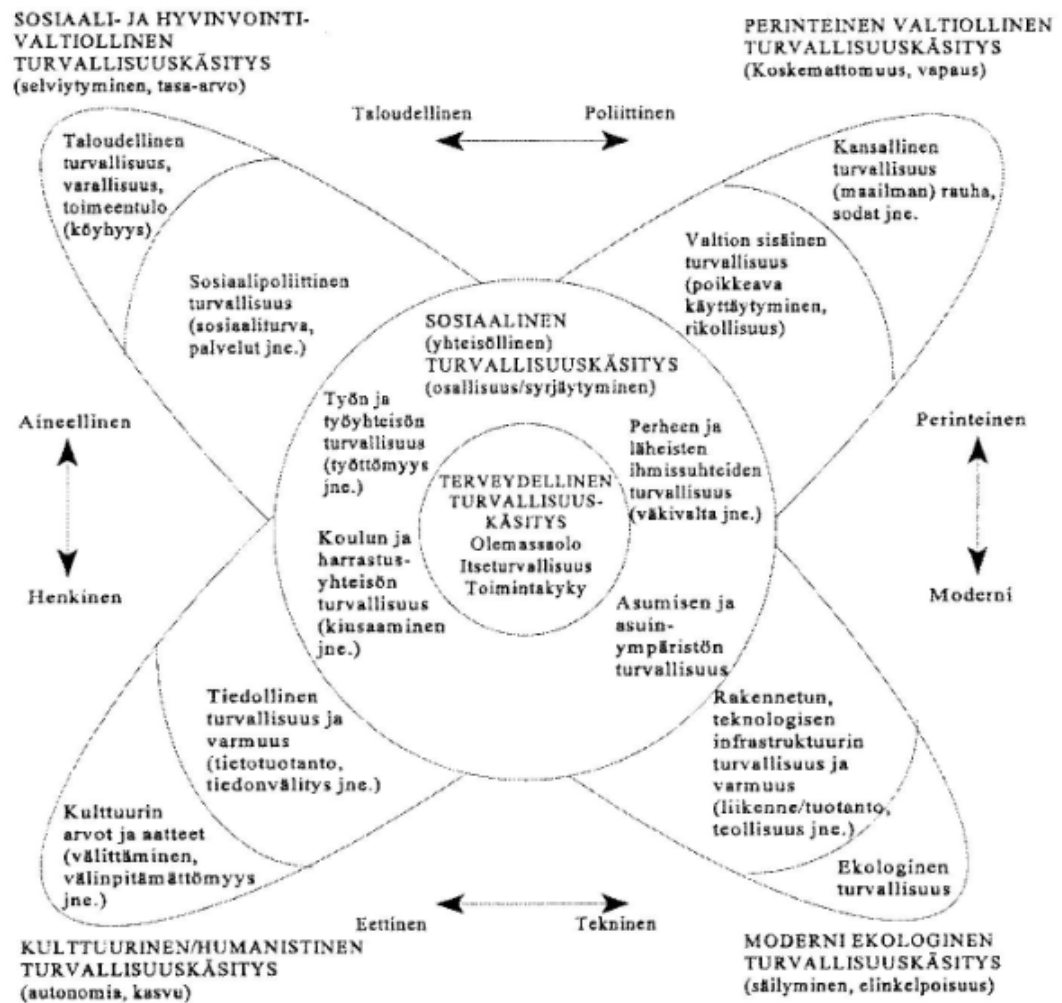 SOSIAALI- JA HYVINVOINTI-
VALTIOLLINEN
TURVALLISUUSKÄSITYS
(selviytyminen, tasa-arvo)
PERINTEINEN VALTIOLLINEN
TURVALLISUUSKÄSITYS
(Koskemattomuus, vapaus)
Taloudellinen
Poliittinen
Taloudellinen
turvallisuus,
varallisuus,
toimeentulo
(köyhyys)
Kansallinen
turvallisuus
(maailman) rauha,
sodat jne.
Sosiaalipoliittinen
turvallisuus
(sosiaaliturva,
palvelut jne.)
Valtion sisäinen
turvallisuus
(poikkeava
käyttäytyminen,
rikollisuus)
SOSIAALINEN
(yhteisöllinen)
TURVALLISUUSKÄSITYS
(osallisuus/syrjäytyminen)
Aineellinen
Henkinen
Työn ja
työyhteisön
turvallisuus
(työttömyys
jne.)
Perheen ja
läheisten
ihmissuhteiden
turvallisuus
(väkivalta jne.)
Perinteinen
Moderni
TERVEYDELLINEN
TURVALLISUUS-
KÄSITYS
Olemassaolo
Itseturvallisuus
Toimintakyky
Koulun ja
harrastus-
yhteisön
turvallisuus
(kiusaaminen
jne.)
Asumisen ja
asuin-
ympäristön
turvallisuus
Tiedollinen
turvallisuus ja
varmuus
(tietotuotanto,
tiedonvälitys jne.)
Rakennetun,
teknologisen
infrastruktuurin
turvallisuus ja
varmuus
(liikenne/tuotanto,
teollisuus jne.)
Kulttuurin
arvot ja aatteet
(välittäminen,
välinpitämättömyys
jne.)
Ekologinen
turvallisuus
Eettinen
Tekninen
KULTTUURINEN/HUMANISTINEN
TURVALLISUUSKÄSITYS
(autonomia, kasvu)
MODERNI EKOLOGINEN
TURVALLISUUSKÄSITYS
(säilyminen, elinkelpoisuus)